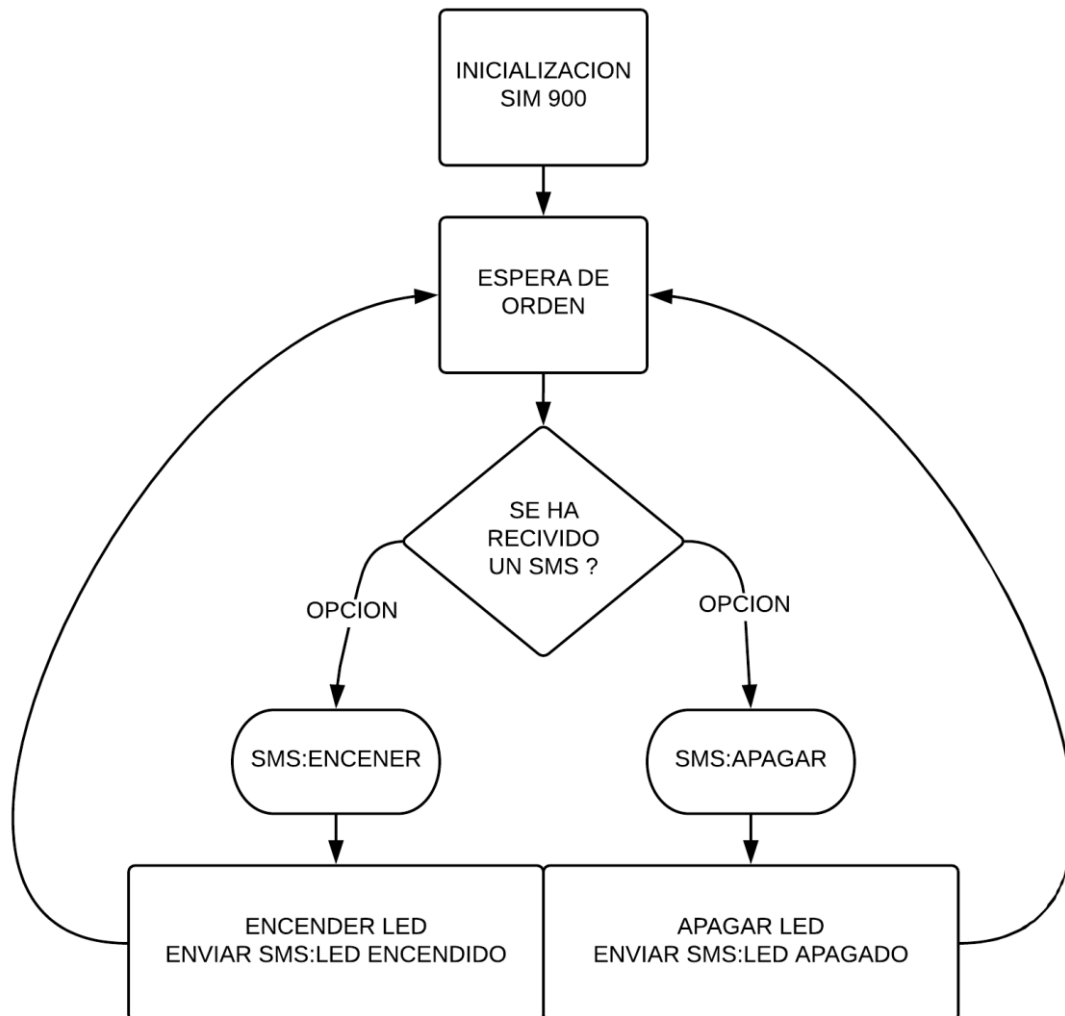 INICIALIZACION
SIM 900
ESPERA DE
ORDEN
SE HA
RECIVIDO
UN SMS ?
OPCION
OPCION
SMS:ENCENER
SMS:APAGAR
ENCENDER LED
ENVIAR SMS:LED ENCENDIDO
APAGAR LED
ENVIAR SMS:LED APAGADO